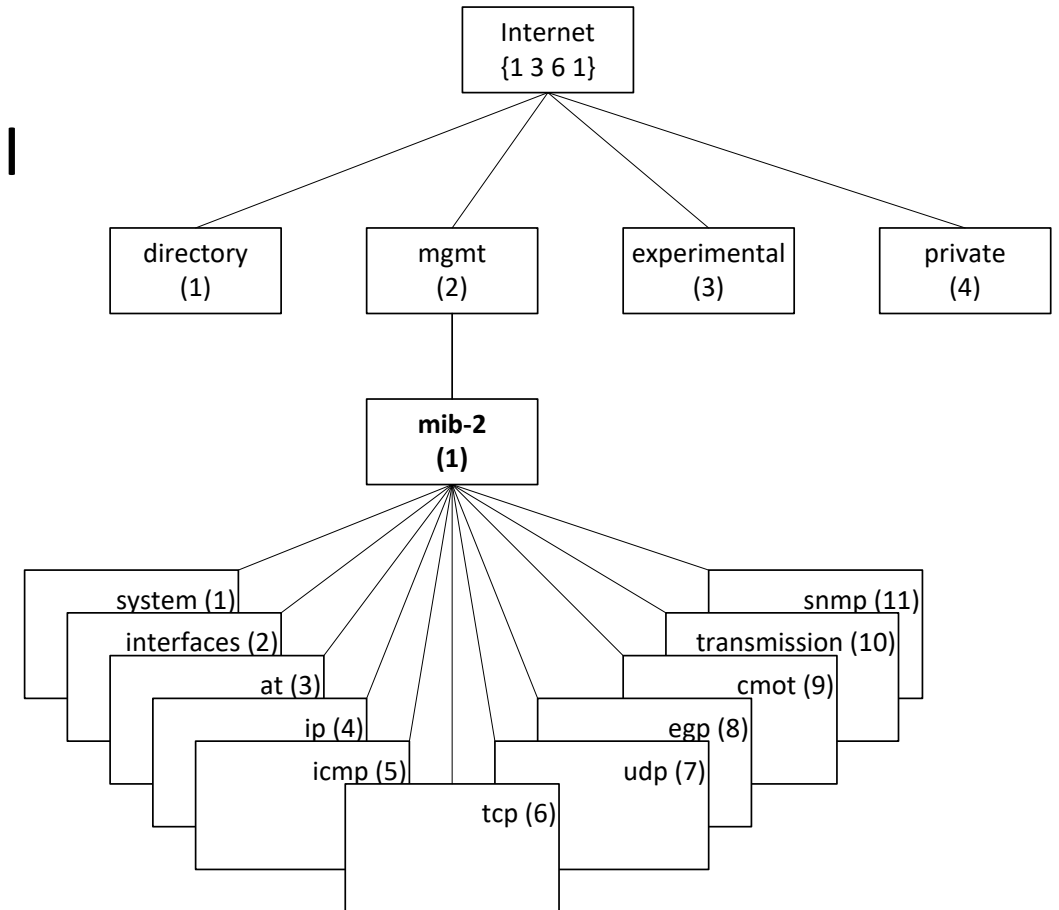 Internet
{1 3 6 1}
directory
(1)
mgmt
(2)
experimental
(3)
private
(4)
mib-2
(1)
system (1)
interfaces (2)
at (3)
ip (4)
icmp (5)
tcp (6)
udp (7)
egp (8)
cmot (9)
transmission (10)
snmp (11)